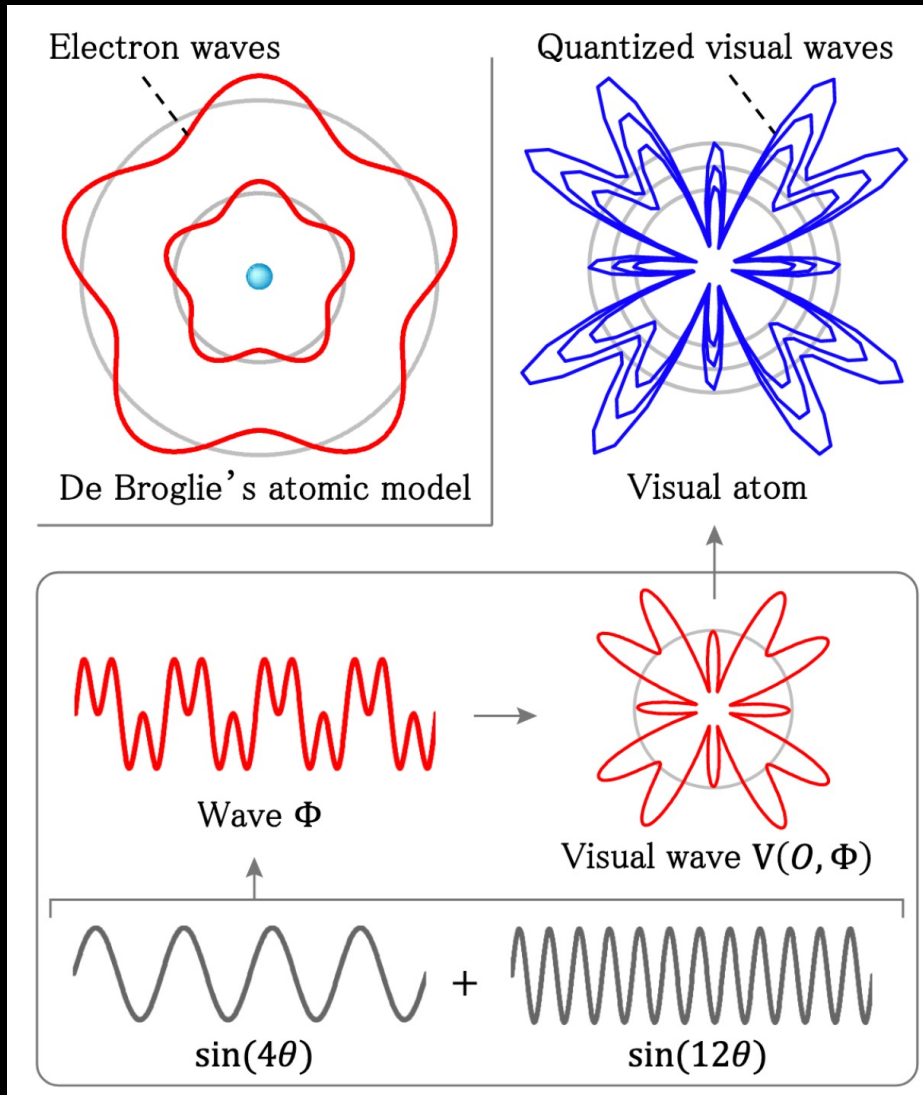 Electron waves
Quantized visual waves
De Broglie’s atomic model
Visual atom
Wave Φ
Visual wave V(O, Φ)
sin(4θ)
+
sin(12θ)